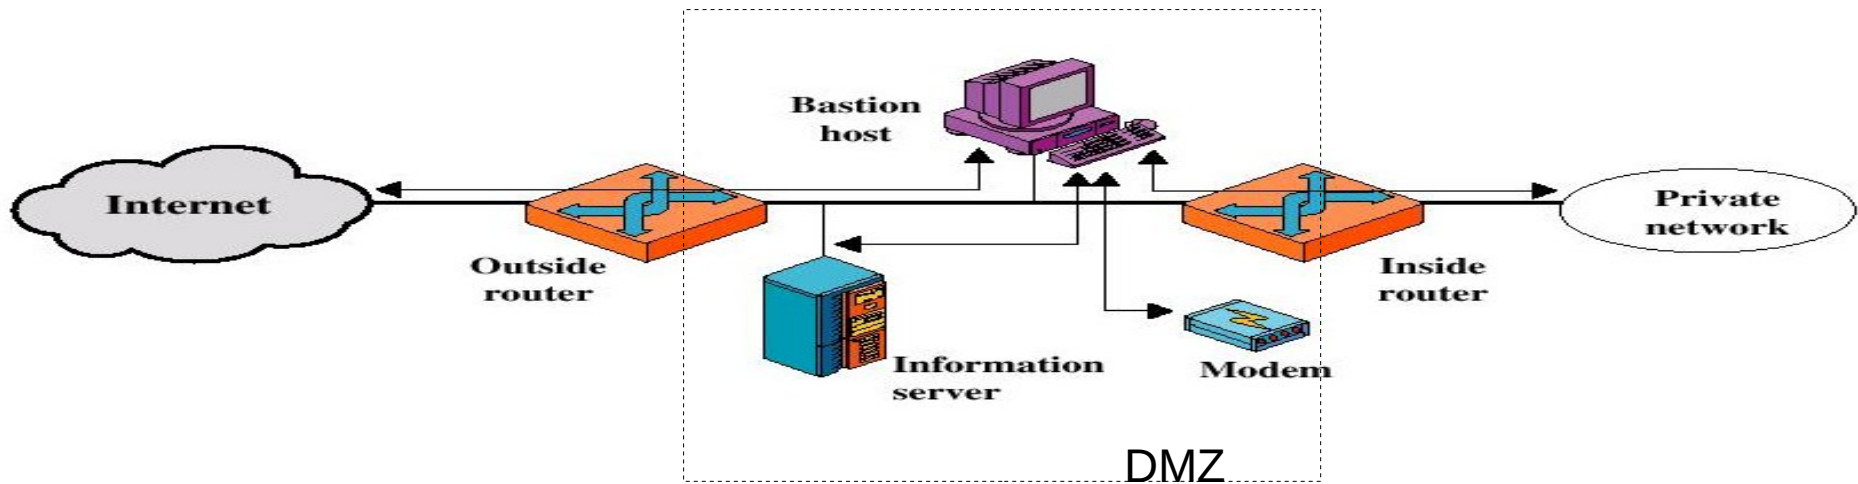 Bastion
host
Internet
Private
network
Outside
router
Inside
router
Information
server
Modem
DMZ